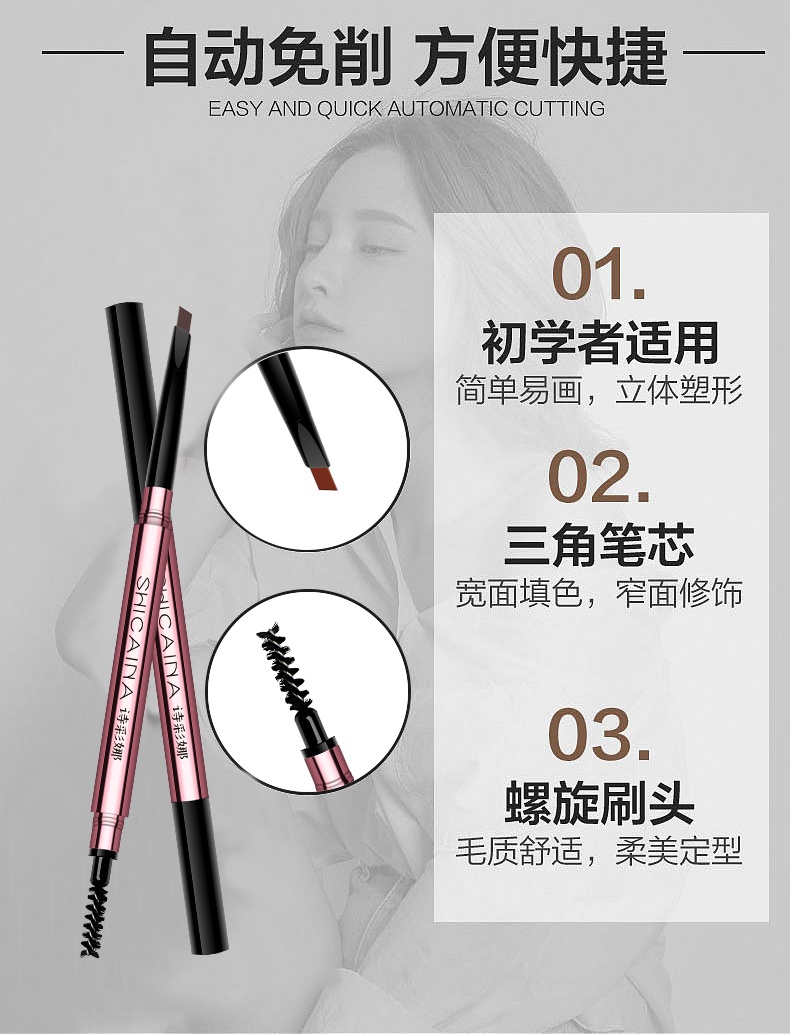 自动免削 方便快捷
EASY AND QUICK AUTOMATIC CUTTING
01.
初学者适用
简单易画，立体塑形
02.
三角笔芯
宽面填色，窄面修饰
03.
螺旋刷头
毛质舒适，柔美定型
SHICAINA 诗彩娜
SHICAINA 诗彩娜